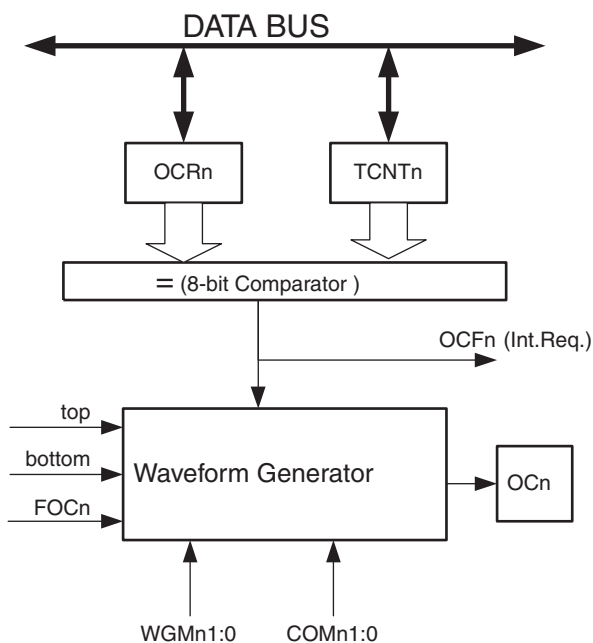 DATA BUS
OCRn
TCNTn
= (8-bit Comparator )
OCFn (Int.Req.)
top
bottom
FOCn
Waveform Generator
OCn
WGMn1:0
COMn1:0